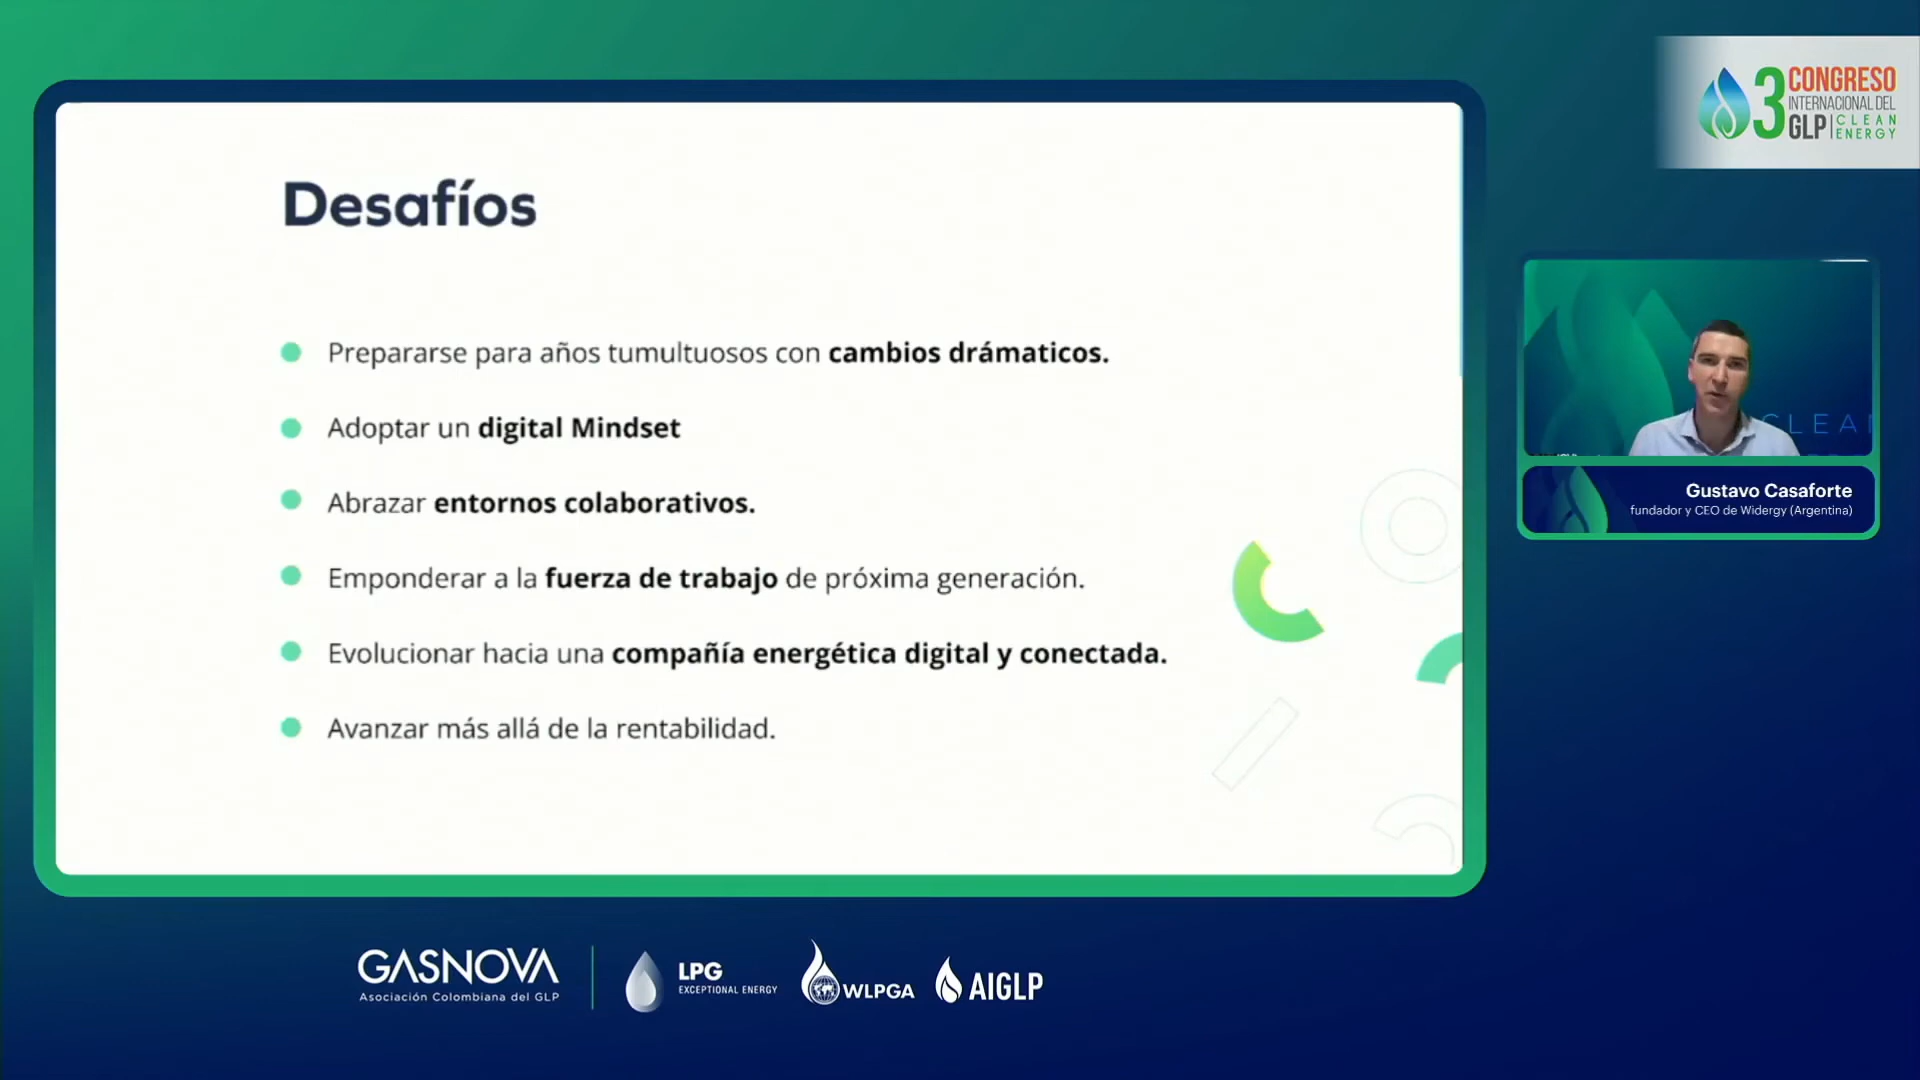 Desafíos
Prepararse para años tumultuosos con cambios drámaticos.
Adoptar un digital Mindset
Abrazar entornos colaborativos.
Emponderar a la fuerza de trabajo de próxima generación.
Evolucionar hacia una compañía energética digital y conectada.
Avanzar más allá de la rentabilidad.
3 CONGRESO
INTERNACIONAL DEL
GLP CLEAN
ENERGY
CLEAN
Gustavo Casaforte
fundador y CEO de Widergy (Argentina)
GASNOVA
Asociación Colombiana del GLP
LPG
EXCEPTIONAL ENERGY
WLPGA
AIGLP